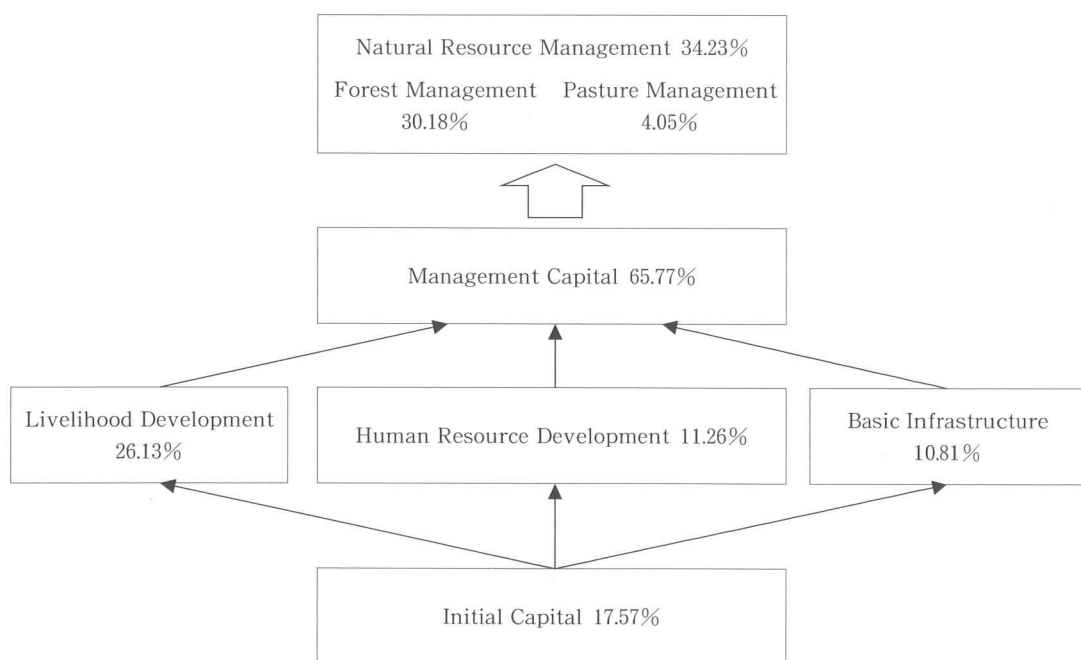 Natural Resource Management 34.23%
Forest Management Pasture Management
30.18% 4.05%
Management Capital 65.77%
Livelihood Development
26.13%
Human Resource Development 11.26%
Basic Infrastructure
10.81%
Initial Capital 17.57%